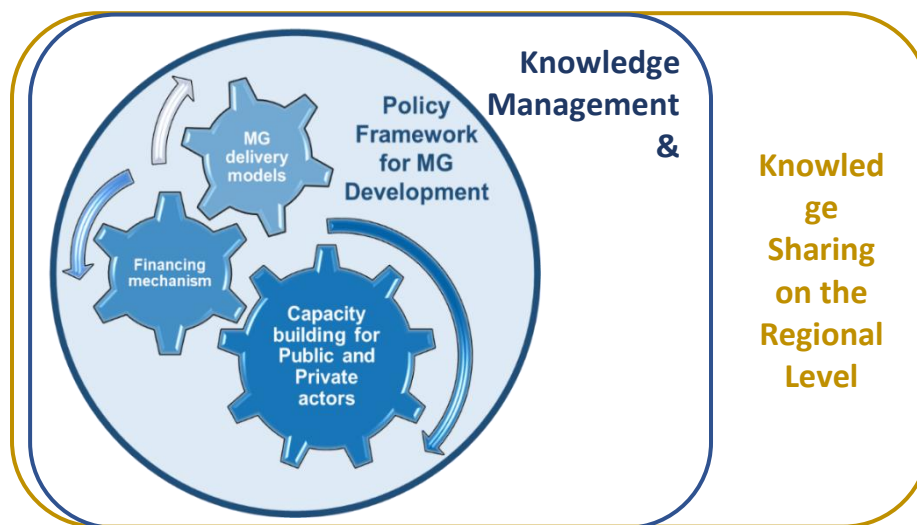 Knowledge
Management
&
Policy
Framework
for MG
Development
MG
delivery
models
Financing
mechanism
Capacity
building for
Public and
Private
actors
Knowled
ge
Sharing
on the
Regional
Level